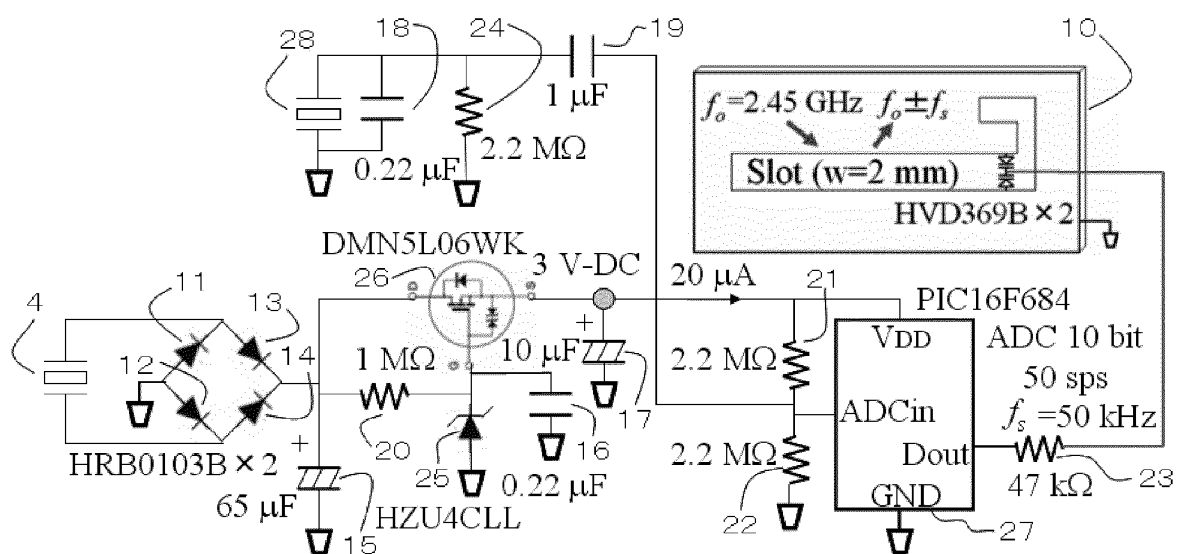 28
18
24
19
10
1 μF
0.22 μF
2.2 MΩ
fo=2.45 GHz fo±fs
Slot (w=2 mm)
HVD369B × 2
DMN5L06WK
26
3 V-DC
20 μA
21
PIC16F684
4
11
13
12
14
D
S
G
+
1 MΩ
10 μF
+
2.2 MΩ
VDD
ADC 10 bit
50 sps
fs =50 kHz
ADCin
Dout
GND
20
25
16
17
2.2 MΩ
22
47 kΩ
23
27
HRB0103B × 2
65 μF
15
HZU4CLL
0.22 μF